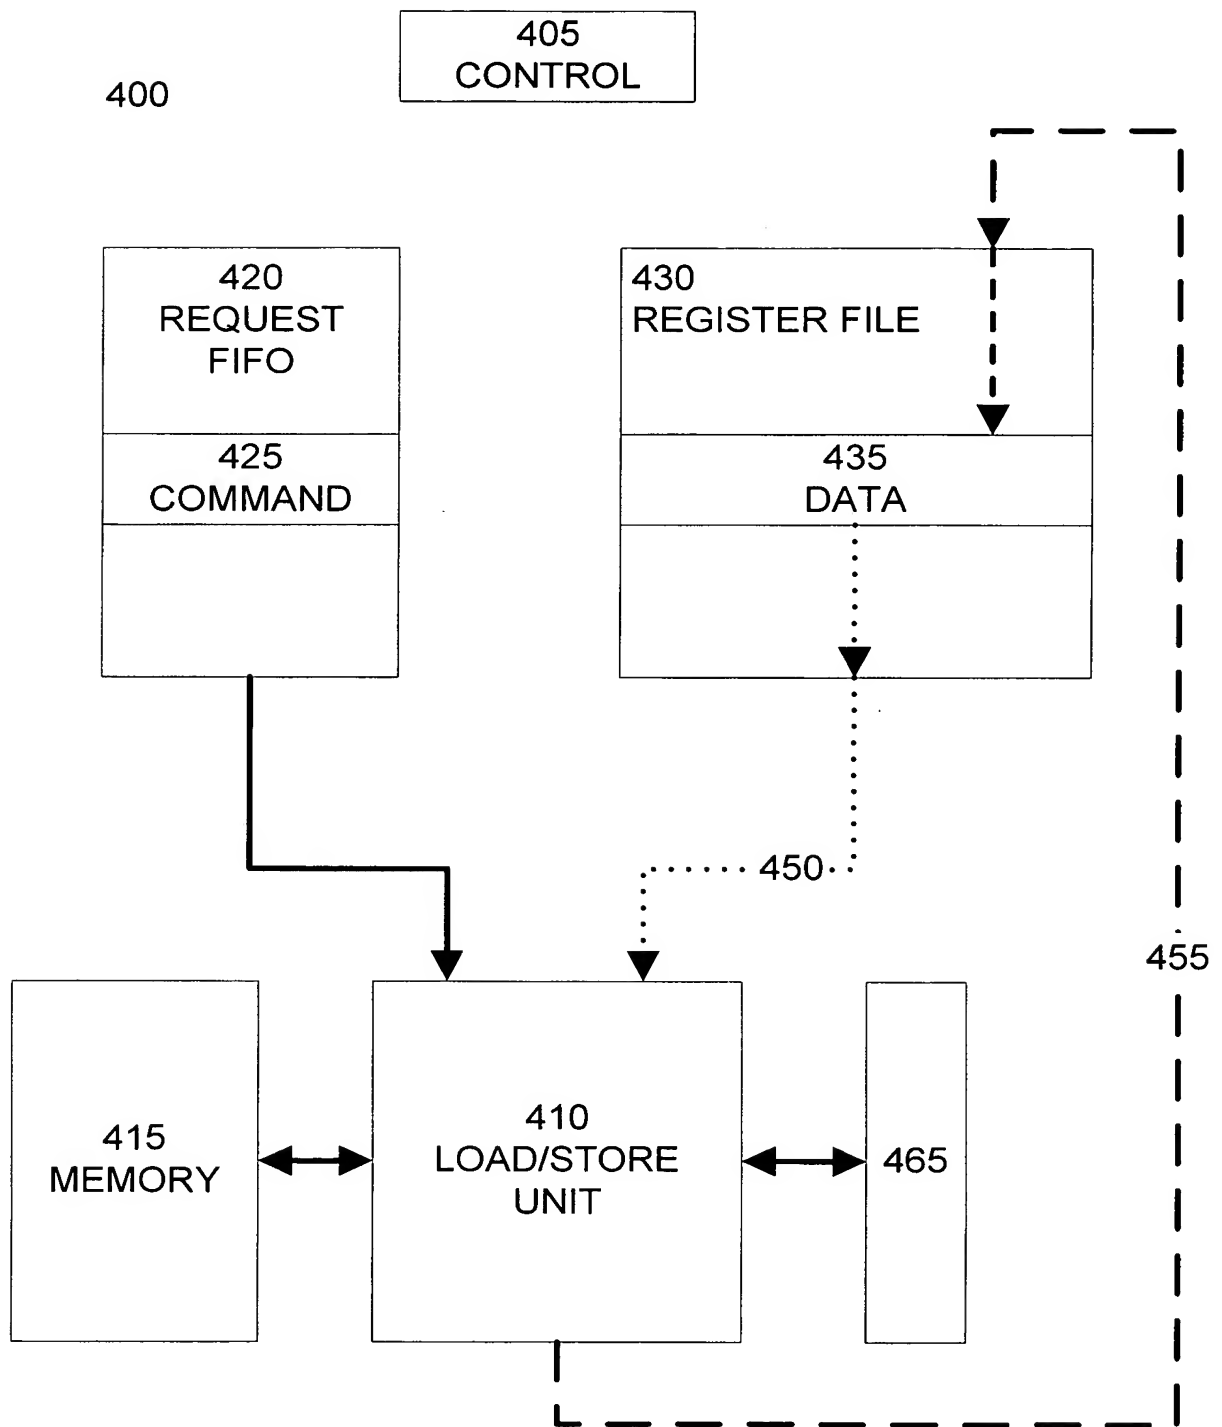 405
CONTROL
400
420
REQUEST
FIFO
425
COMMAND
430
REGISTER FILE
435
DATA
450
455
415
MEMORY
410
LOAD/STORE
UNIT
465